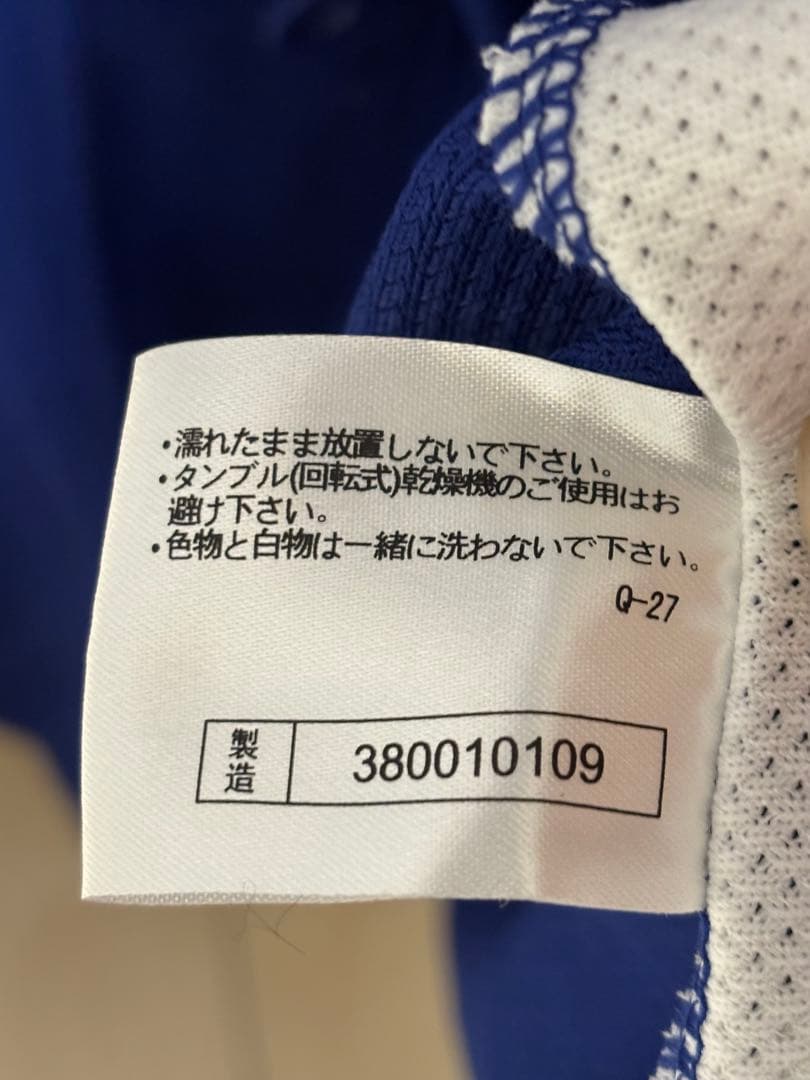 ・濡れたまま放置しないで下さい。
・タンブル(回転式)乾燥機のご使用はお
避け下さい。
・色物と白物は一緒に洗わないで下さい。
Q-27
製造 380010109